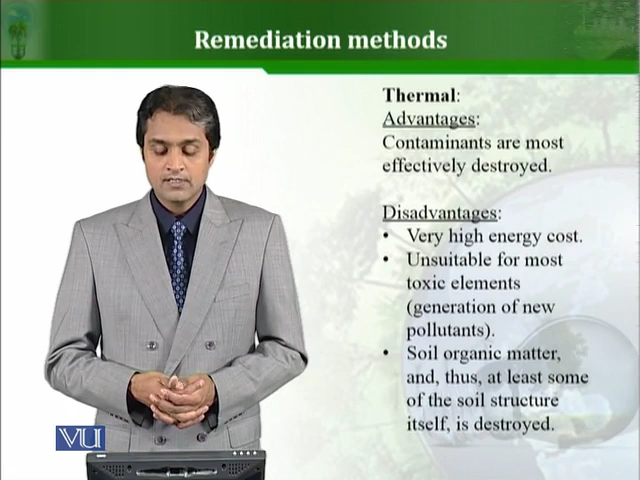 Remediation methods
Thermal:
Advantages:
Contaminants are most
effectively destroyed.
Disadvantages:
• Very high energy cost.
• Unsuitable for most
toxic elements
(generation of new
pollutants).
• Soil organic matter,
and, thus, at least some
of the soil structure
itself, is destroyed.
VU